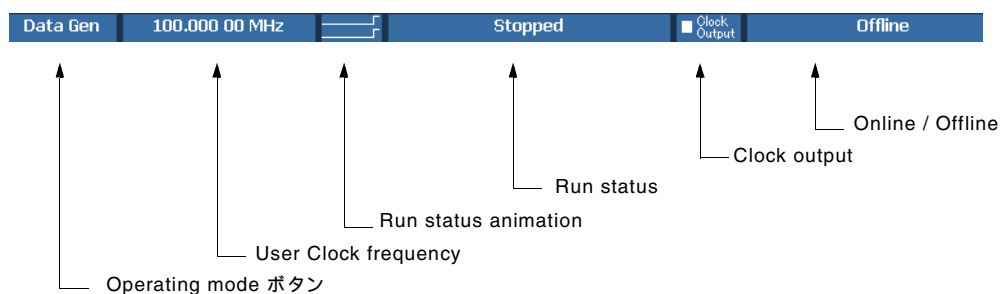 Data Gen 100.000 00 MHz Stopped Clock Output Offline
Online / Offline
Clock output
Run status
Run status animation
User Clock frequency
Operating mode ボタン